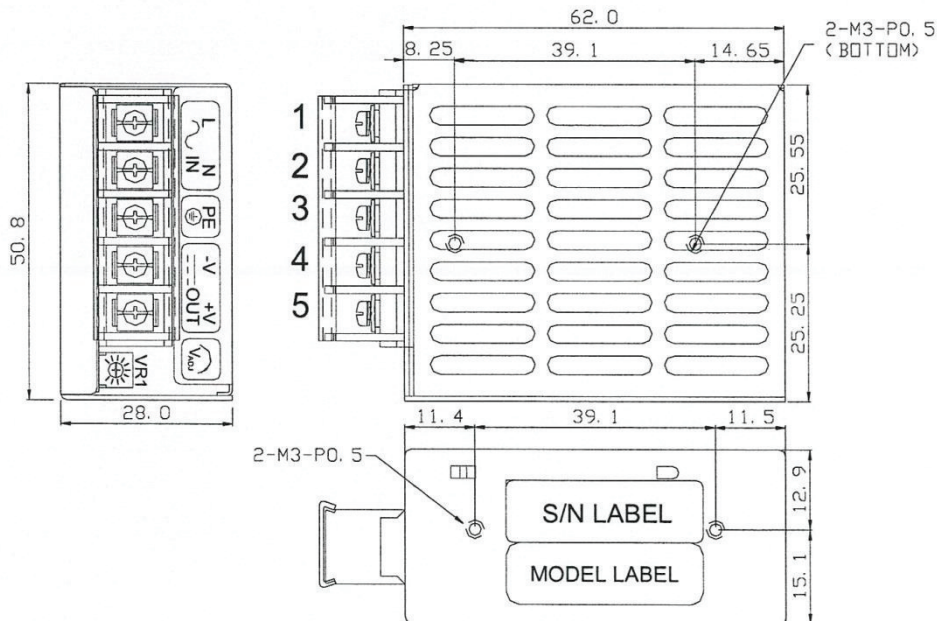 62.0
8.25
39.1
14.65
2-M3-P0.5
(BOTTOM)
1
2
3
4
5
L
N
IN
PE
-V
+V
OUT
VADJ
VR1
50.8
28.0
25.55
25.25
11.4
39.1
11.5
2-M3-P0.5
S/N LABEL
MODEL LABEL
12.9
15.1